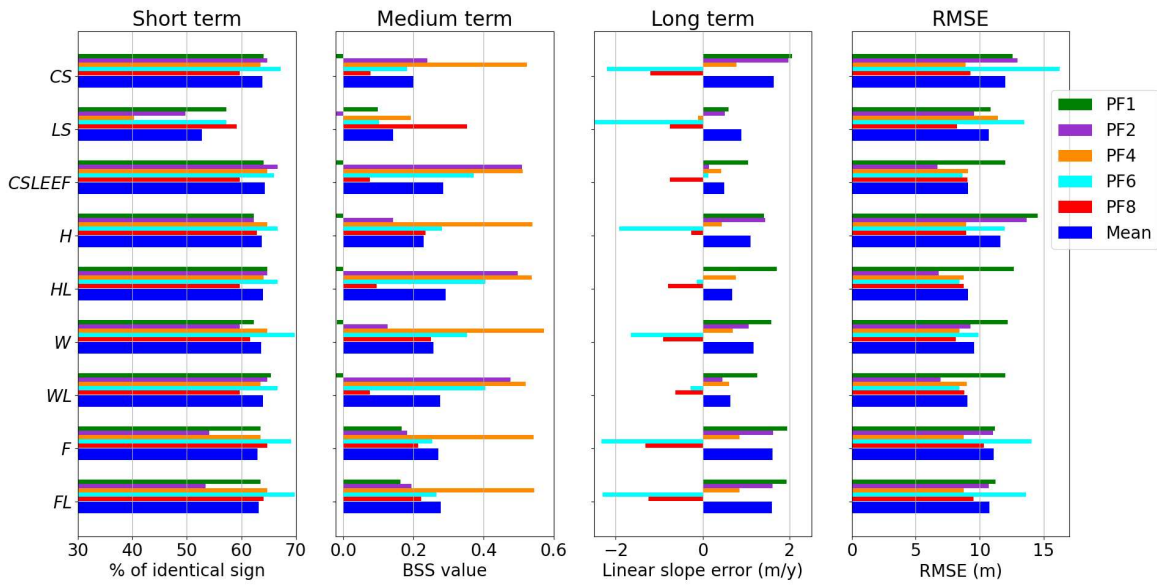 Short term
Medium term
Long term
RMSE
CS
LS
CSLEEF
H
HL
W
WL
F
FL
PF1
PF2
PF4
PF6
PF8
Mean
30 40 50 60 70
0.0 0.2 0.4 0.6
−2 0 2
0 5 10 15
% of identical sign
BSS value
Linear slope error (m/y)
RMSE (m)